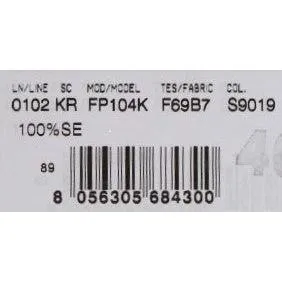 LN/LINE SC MOD/MODEL TES/FABRIC COL.
0102 KR FP104K F69B7 S9019
100%SE
89
8 056305 684300